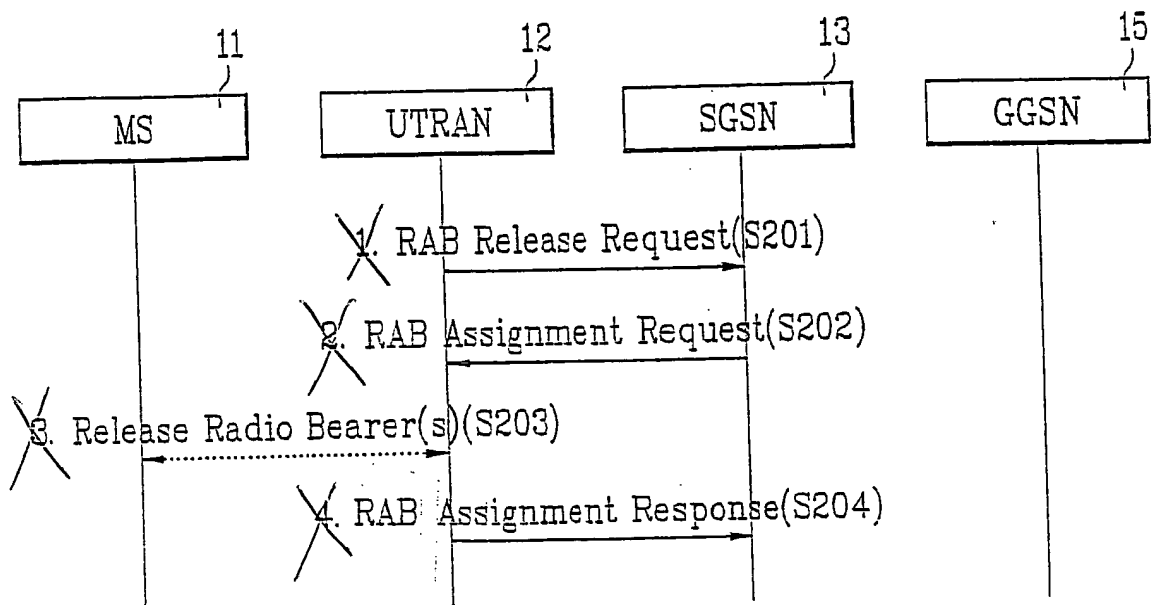 11 12 13 15
MS UTRAN SGSN GGSN
1. RAB Release Request(S201)
2. RAB Assignment Request(S202)
3. Release Radio Bearer(s)(S203)
4. RAB Assignment Response(S204)